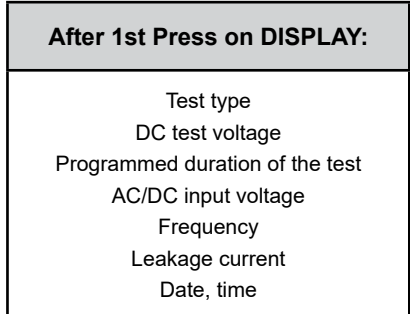 After 1st Press on DISPLAY:
Test type
DC test voltage
Programmed duration of the test
AC/DC input voltage
Frequency
Leakage current
Date, time